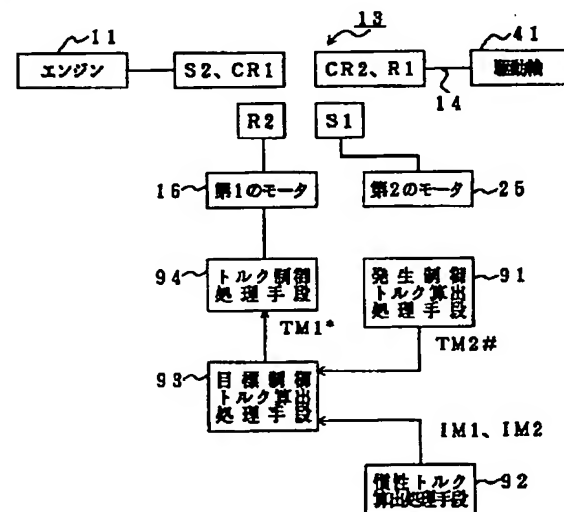 11
エンジン
S2、CR1
13
CR2、R1
14
41
駆動軸
R2
S1
16
第1のモータ
第2のモータ
25
94
トルク制御
処理手段
発生制御
トルク算出
処理手段
91
TM1*
TM2#
93
目標制御
トルク算出
処理手段
IM1、IM2
慣性トルク
算出処理手段
92